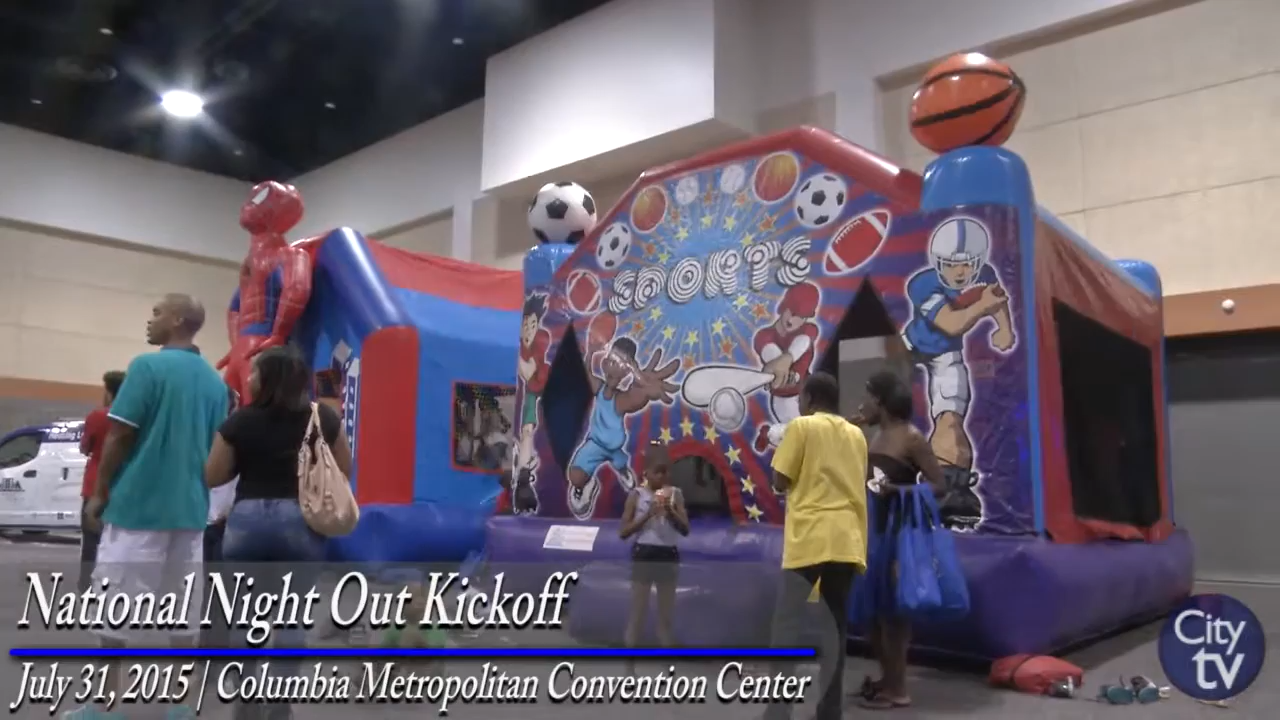 SPORTS
National Night Out Kickoff
July 31, 2015 | Columbia Metropolitan Convention Center
City
tv